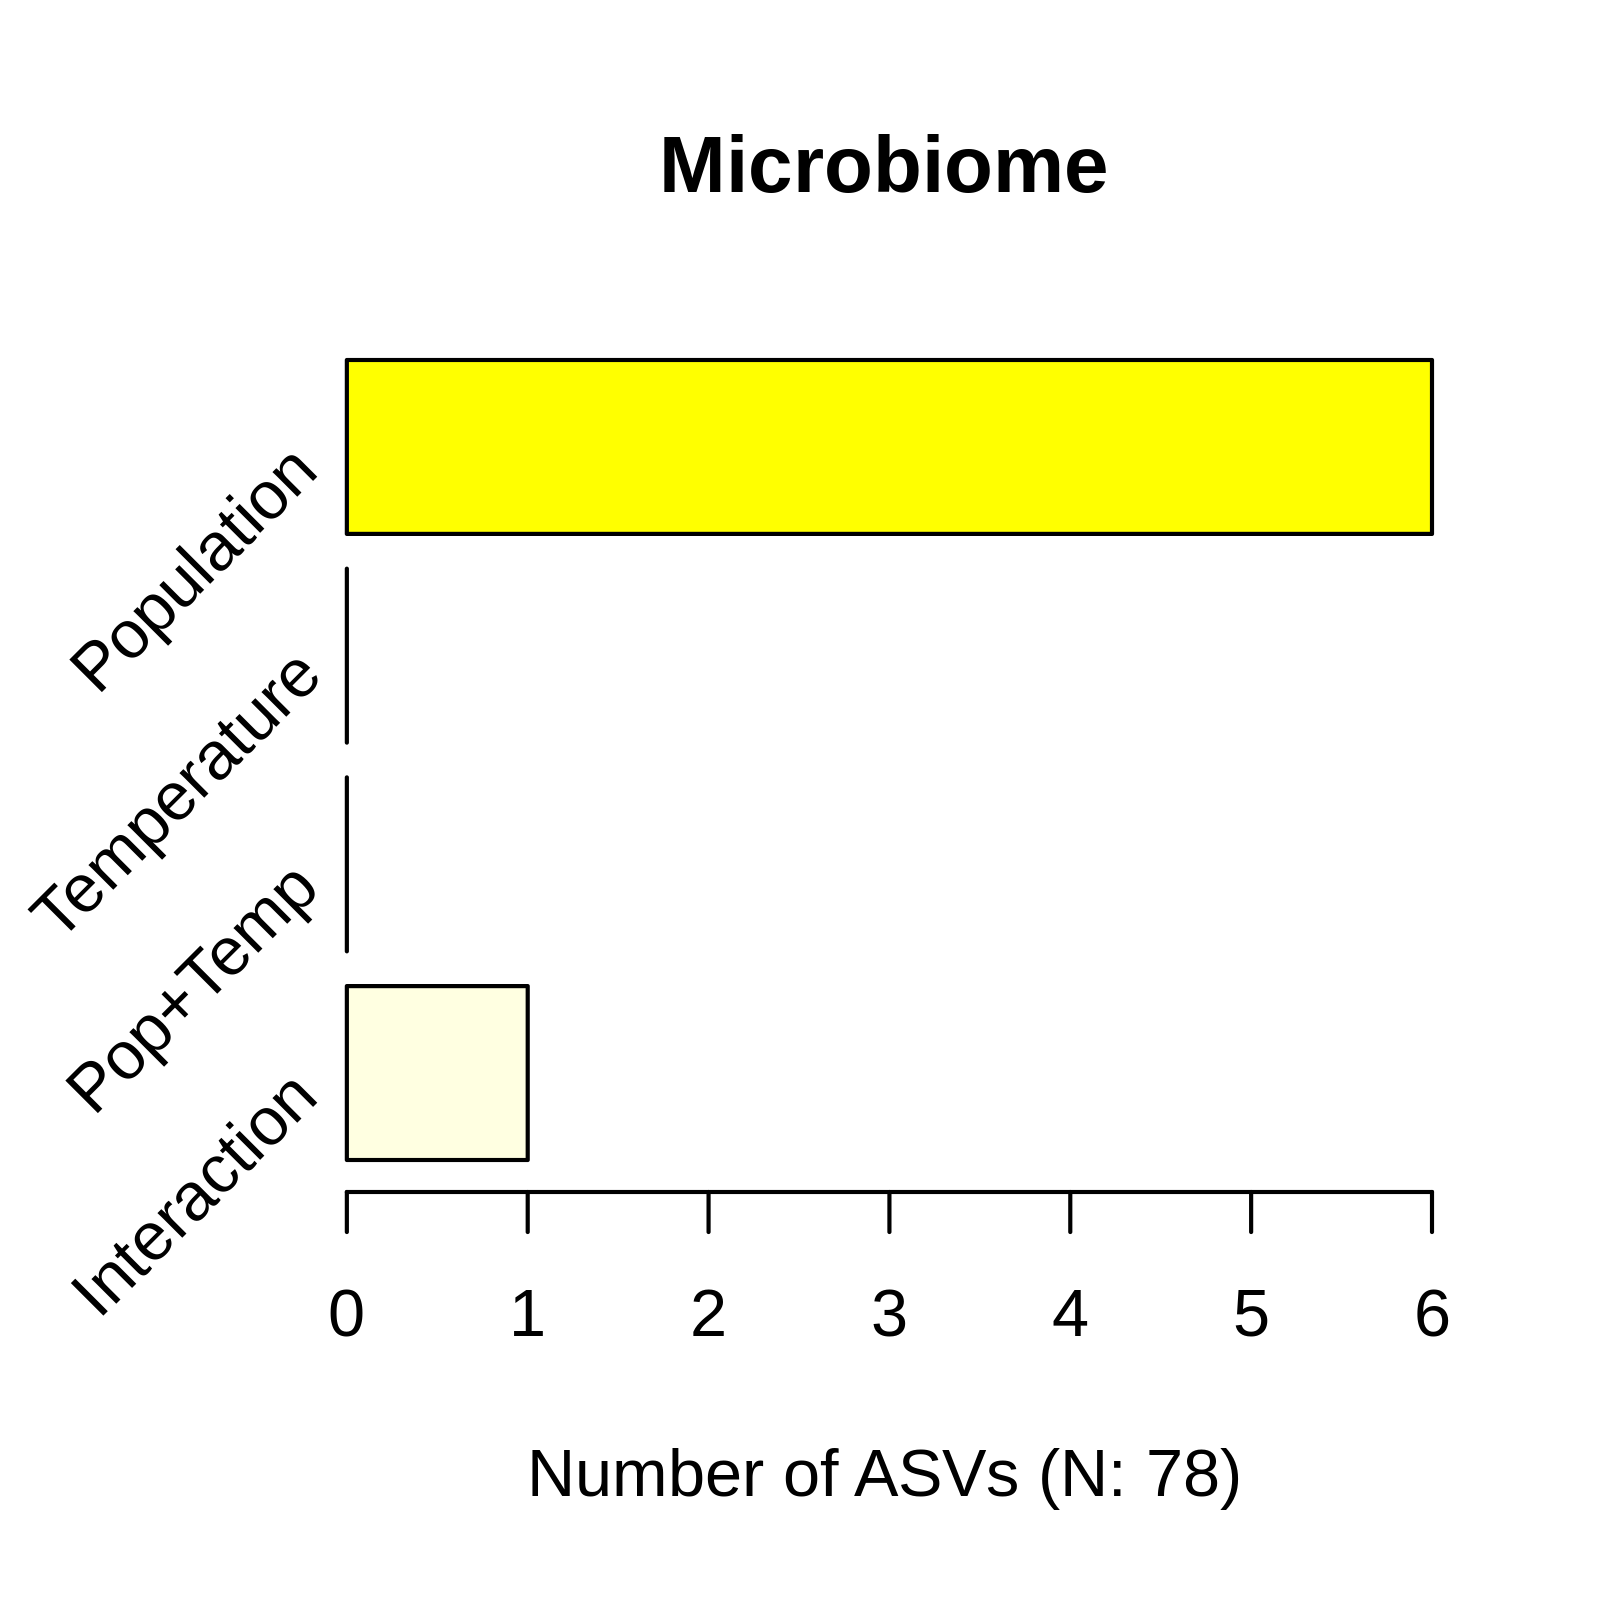 Microbiome
Population
Temperature
Pop+Temp
Interaction
0 1 2 3 4 5 6
Number of ASVs (N: 78)